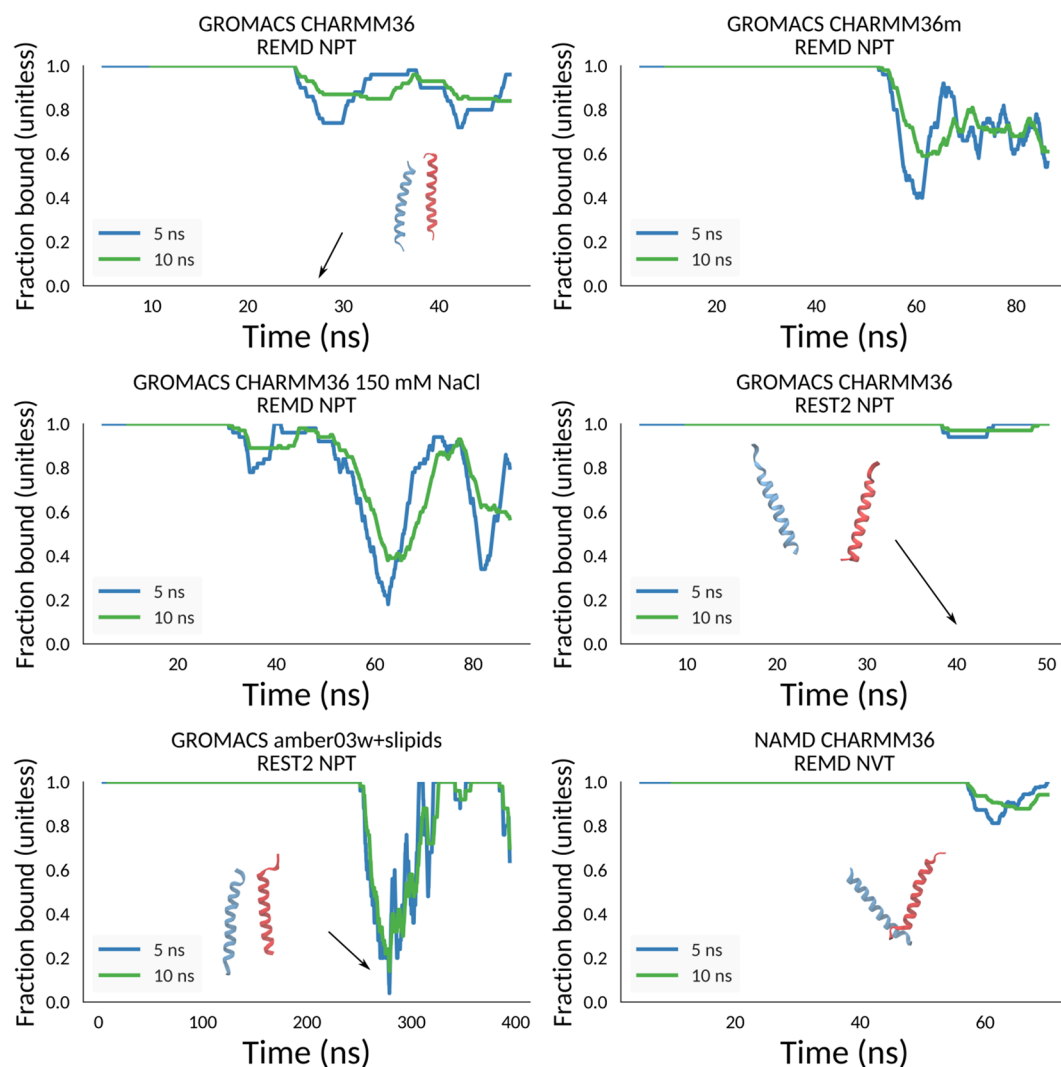 GROMACS CHARMM36
REMD NPT
Fraction bound (unitless)
1.0
0.8
0.6
0.4
0.2
0.0
5 ns
10 ns
10
20
30
40
Time (ns)
GROMACS CHARMM36m
REMD NPT
Fraction bound (unitless)
1.0
0.8
0.6
0.4
0.2
0.0
5 ns
10 ns
20
40
60
80
Time (ns)
GROMACS CHARMM36 150 mM NaCl
REMD NPT
Fraction bound (unitless)
1.0
0.8
0.6
0.4
0.2
0.0
5 ns
10 ns
20
40
60
80
Time (ns)
GROMACS CHARMM36
REST2 NPT
Fraction bound (unitless)
1.0
0.8
0.6
0.4
0.2
0.0
5 ns
10 ns
10
20
30
40
50
Time (ns)
GROMACS amber03w+slipids
REST2 NPT
Fraction bound (unitless)
1.0
0.8
0.6
0.4
0.2
0.0
5 ns
10 ns
0
100
200
300
400
Time (ns)
NAMD CHARMM36
REMD NVT
Fraction bound (unitless)
1.0
0.8
0.6
0.4
0.2
0.0
5 ns
10 ns
20
40
60
Time (ns)